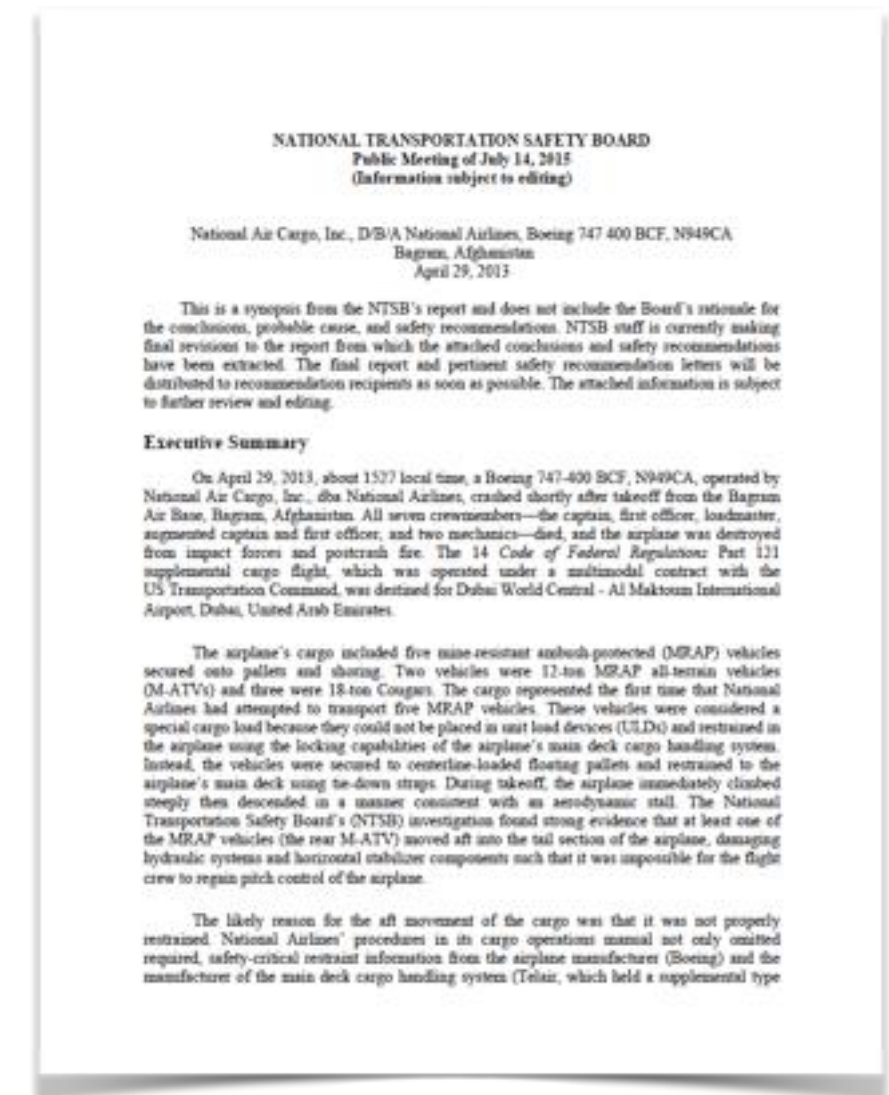 NATIONAL TRANSPORTATION SAFETY BOARD
Public Meeting of July 14, 2015
(Information subject to editing)
National Air Cargo, Inc., D/B/A National Airlines, Boeing 747 400 BCF, N949CA
Bagram, Afghanistan
April 29, 2013
This is a synopsis from the NTSB's report and does not include the Board's rationale for
the conclusions, probable cause, and safety recommendations. NTSB staff is currently making
final revisions to the report from which the attached conclusions and safety recommendations
have been extracted. The final report and pertinent safety recommendation letters will be
distributed to recommendation recipients as soon as possible. The attached information is subject
to further review and editing.
Executive Summary
On April 29, 2013, about 1527 local time, a Boeing 747-400 BCF, N949CA, operated by
National Air Cargo, Inc., dba National Airlines, crashed shortly after takeoff from the Bagram
Air Base, Bagram, Afghanistan. All seven crewmembers—the captain, first officer, loadmaster,
augmented captain and first officer, and two mechanics—died, and the airplane was destroyed
from impact forces and postcrash fire. The 14 Code of Federal Regulations Part 121
supplemental cargo flight, which was operated under a multimodal contract with the
US Transportation Command, was destined for Dubai World Central - Al Maktoum International
Airport, Dubai, United Arab Emirates.
The airplane's cargo included five mine-resistant ambush-protected (MRAP) vehicles
secured onto pallets and shoring. Two vehicles were 12-ton MRAP all-terrain vehicles
(M-ATVs) and three were 18-ton Cougars. The cargo represented the first time that National
Airlines had attempted to transport five MRAP vehicles. These vehicles were considered a
special cargo load because they could not be placed in unit load devices (ULDs) and restrained in
the airplane using the locking capabilities of the airplane's main deck cargo handling system.
Instead, the vehicles were secured to centerline-loaded floating pallets and restrained to the
airplane's main deck using tie-down straps. During takeoff, the airplane immediately climbed
steeply then descended in a manner consistent with an aerodynamic stall. The National
Transportation Safety Board's (NTSB) investigation found strong evidence that at least one of
the MRAP vehicles (the rear M-ATV) moved aft into the tail section of the airplane, damaging
hydraulic systems and horizontal stabilizer components such that it was impossible for the flight
crew to regain pitch control of the airplane.
The likely reason for the aft movement of the cargo was that it was not properly
restrained. National Airlines' procedures in its cargo operations manual not only omitted
required, safety-critical restraint information from the airplane manufacturer (Boeing) and the
manufacturer of the main deck cargo handling system (Telair, which held a supplemental type